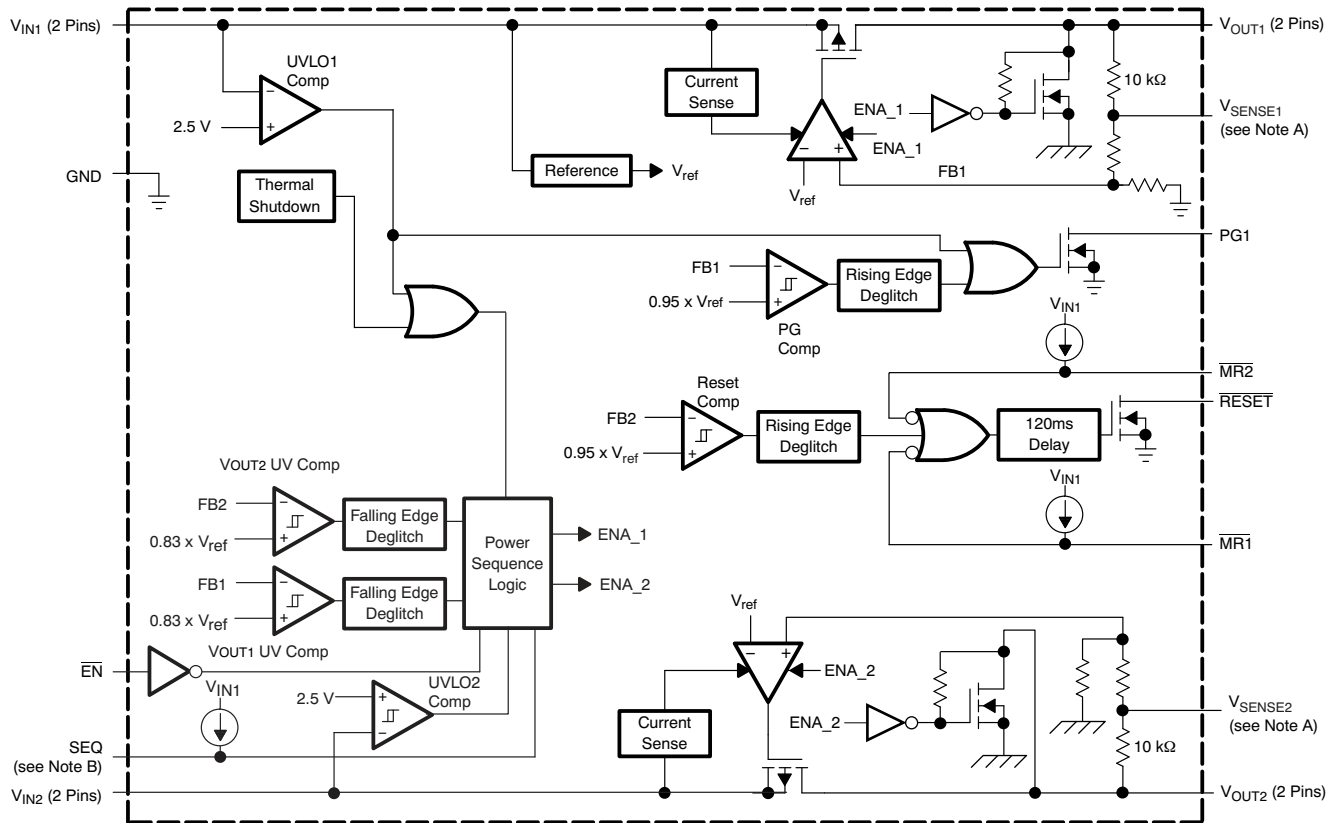 VIN1 (2 Pins)
VOUT1 (2 Pins)
UVLO1
Comp
−
+
2.5 V
Current
Sense
10 kΩ
ENA_1
VSENSE1
(see Note A)
ENA_1
−
+
GND
Thermal
Shutdown
Reference
Vref
Vref
FB1
PG1
FB1
−
0.95 x Vref
+
Rising Edge
Deglitch
PG
Comp
VIN1
MR2
RESET
Reset
Comp
FB2
−
0.95 x Vref
+
Rising Edge
Deglitch
120ms
Delay
VIN1
MR1
VOUT2 UV Comp
FB2
−
0.83 x Vref
+
Falling Edge
Deglitch
FB1
−
0.83 x Vref
+
Falling Edge
Deglitch
VOUT1 UV Comp
Power
Sequence
Logic
ENA_1
ENA_2
EN
VIN1
2.5 V
+
−
UVLO2
Comp
SEQ
(see Note B)
VIN2 (2 Pins)
Vref
−
+
ENA_2
Current
Sense
ENA_2
VSENSE2
(see Note A)
10 kΩ
VOUT2 (2 Pins)